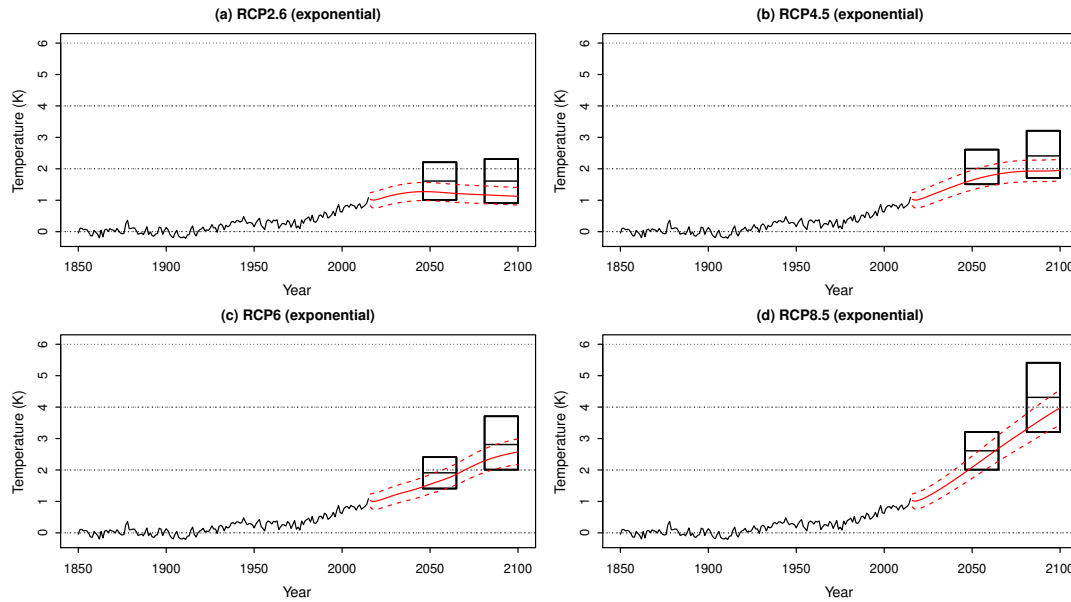 (a) RCP2.6 (exponential)
Temperature (K)
6
5
4
3
2
1
0
1850 1900 1950 2000 2050 2100
Year
(b) RCP4.5 (exponential)
Temperature (K)
6
5
4
3
2
1
0
1850 1900 1950 2000 2050 2100
Year
(c) RCP6 (exponential)
Temperature (K)
6
5
4
3
2
1
0
1850 1900 1950 2000 2050 2100
Year
(d) RCP8.5 (exponential)
Temperature (K)
6
5
4
3
2
1
0
1850 1900 1950 2000 2050 2100
Year